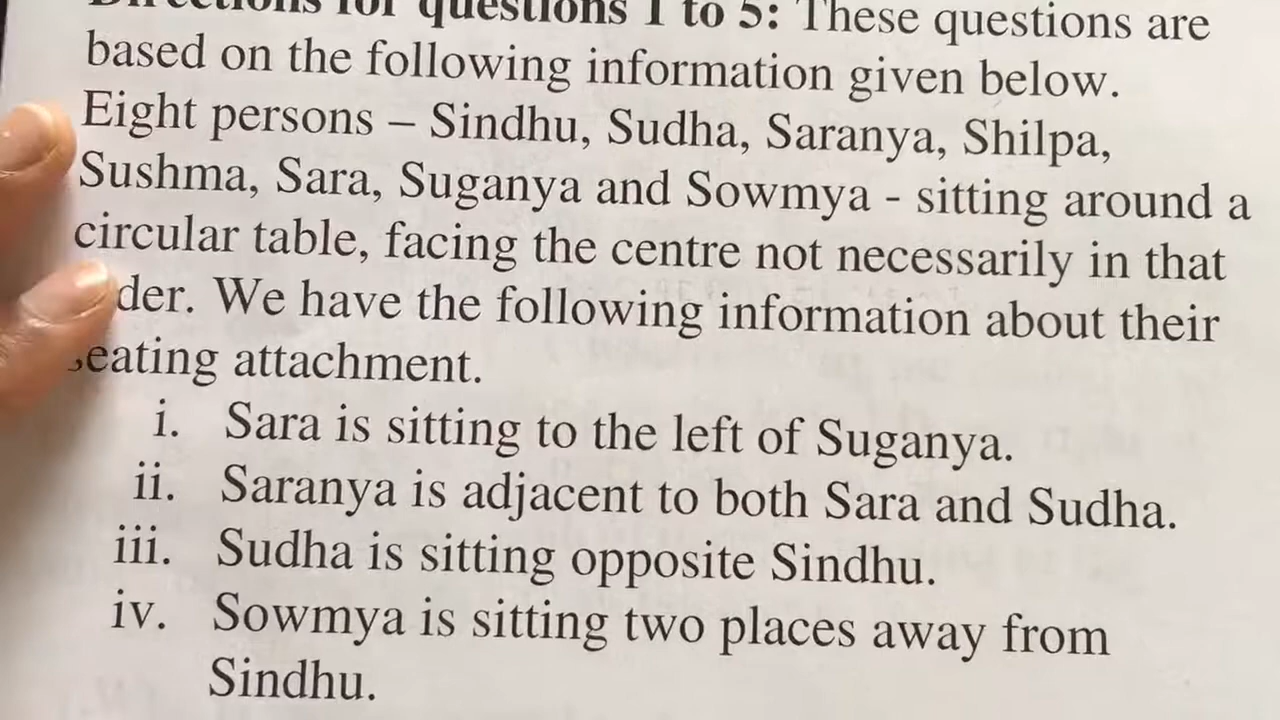 Directions for questions 1 to 5: These questions are
based on the following information given below.
Eight persons – Sindhu, Sudha, Saranya, Shilpa,
Sushma, Sara, Suganya and Sowmya - sitting around a
circular table, facing the centre not necessarily in that
der. We have the following information about their
seating attachment.
i. Sara is sitting to the left of Suganya.
ii. Saranya is adjacent to both Sara and Sudha.
iii. Sudha is sitting opposite Sindhu.
iv. Sowmya is sitting two places away from
Sindhu.